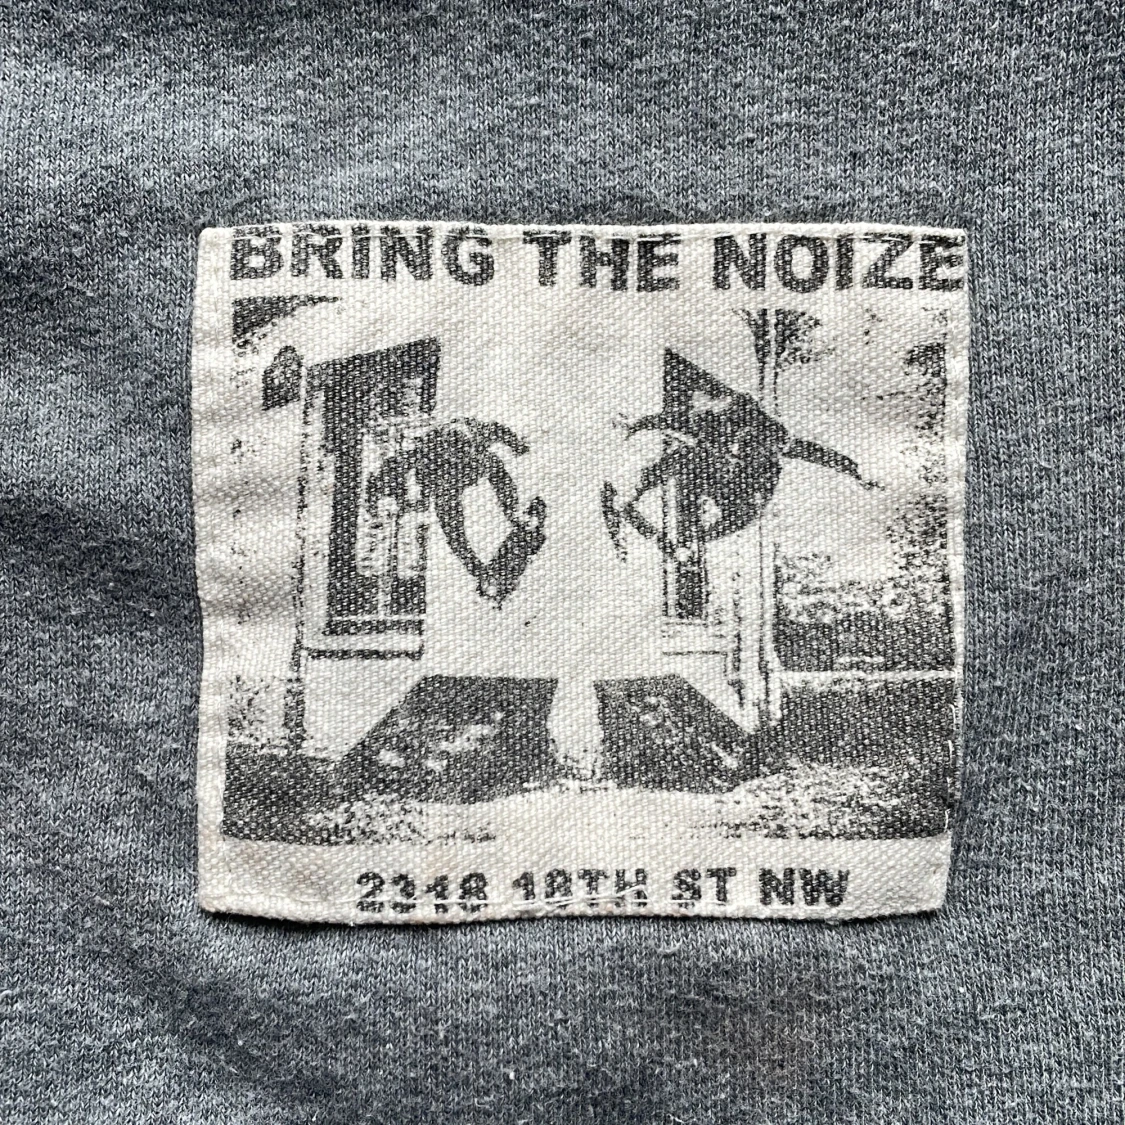 BRING THE NOIZE
2318 18TH ST NW